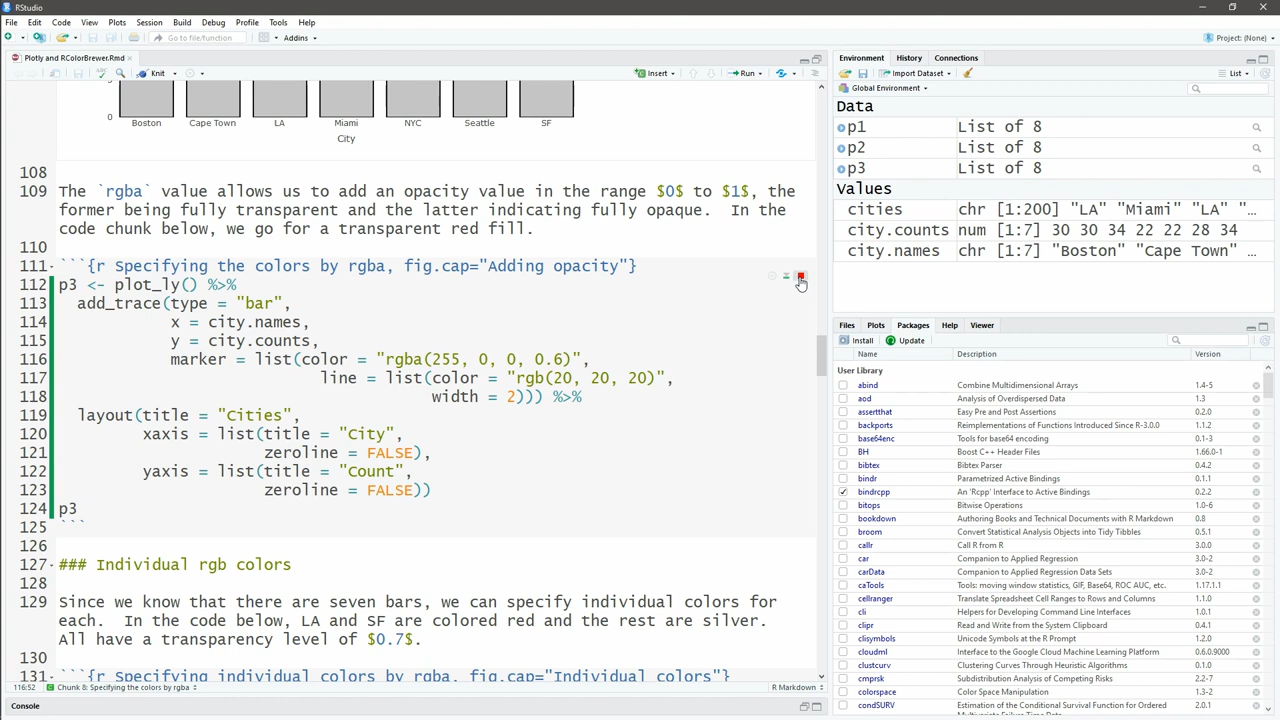 RStudio
File Edit Code View Plots Session Build Debug Profile Tools Help
Go to file/function Addins Project: (None)
Plotly and RColorBrewer.Rmd
Knit Insert Run
0
Boston Cape Town LA Miami NYC Seattle SF
City
108
109 The `rgba` value allows us to add an opacity value in the range $0$ to $1$, the
former being fully transparent and the latter indicating fully opaque.  In the
code chunk below, we go for a transparent red fill.
110
111 ```{r Specifying the colors by rgba, fig.cap="Adding opacity"}
112 p3 <- plot_ly() %>%
113   add_trace(type = "bar",
114             x = city.names,
115             y = city.counts,
116             marker = list(color = "rgba(255, 0, 0, 0.6)",
117                             line = list(color = "rgb(20, 20, 20)",
118                                         width = 2))) %>%
119   layout(title = "Cities",
120          xaxis = list(title = "City",
121                       zeroline = FALSE),
122          yaxis = list(title = "Count",
123                       zeroline = FALSE))
124 p3
125 ```
126
127 ### Individual rgb colors
128
129 Since we know that there are seven bars, we can specify individual colors for
each.  In the code below, LA and SF are colored red and the rest are silver.
All have a transparency level of $0.7$.
130
131 ```{r Specifying individual colors by rgba, fig.cap="Individual colors"}
116:52 Chunk 8: Specifying the colors by rgba R Markdown
Console
Environment History Connections
Import Dataset List
Global Environment
Data
p1 List of 8
p2 List of 8
p3 List of 8
Values
cities chr [1:200] "LA" "Miami" "LA" "…
city.counts num [1:7] 30 30 34 22 22 28 34
city.names chr [1:7] "Boston" "Cape Town" …
Files Plots Packages Help Viewer
Install Update
Name Description Version
User Library
abind Combine Multidimensional Arrays 1.4-5
aod Analysis of Overdispersed Data 1.3
assertthat Easy Pre and Post Assertions 0.2.0
backports Reimplementations of Functions Introduced Since R-3.0.0 1.1.2
base64enc Tools for base64 encoding 0.1-3
BH Boost C++ Header Files 1.66.0-1
bibtex Bibtex Parser 0.4.2
bindr Parametrized Active Bindings 0.1.1
bindrcpp An 'Rcpp' Interface to Active Bindings 0.2.2
bitops Bitwise Operations 1.0-6
bookdown Authoring Books and Technical Documents with R Markdown 0.8
broom Convert Statistical Analysis Objects into Tidy Tibbles 0.5.1
callr Call R from R 3.0.0
car Companion to Applied Regression 3.0-2
carData Companion to Applied Regression Data Sets 3.0-2
caTools Tools: moving window statistics, GIF, Base64, ROC AUC, etc. 1.17.1.1
cellranger Translate Spreadsheet Cell Ranges to Rows and Columns 1.1.0
cli Helpers for Developing Command Line Interfaces 1.0.1
clipr Read and Write from the System Clipboard 0.4.1
clisymbols Unicode Symbols at the R Prompt 1.2.0
cloudml Interface to the Google Cloud Machine Learning Platform 0.6.0.9000
clustcurv Clustering Curves Through Heuristic Algorithms 0.1.0
cmprsk Subdistribution Analysis of Competing Risks 2.2-7
colorspace Color Space Manipulation 1.3-2
condSURV Estimation of the Conditional Survival Function for Ordered 2.0.1
Multivariate Failure Time Data